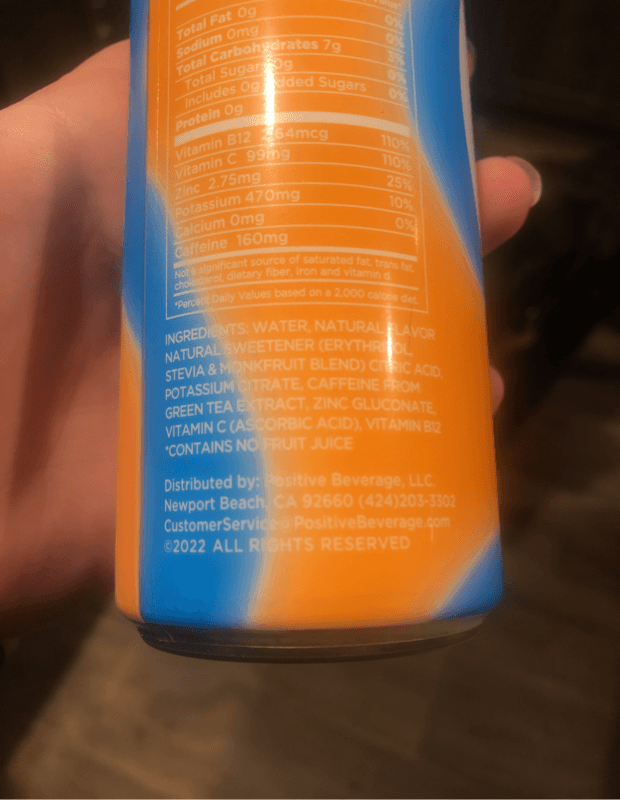 Total Fat 0g 0%
Sodium 0mg 0%
Total Carbohydrates 7g 3%
Total Sugars 0g 0%
Includes 0g Added Sugars 0%
Protein 0g
Vitamin B12 2.64mcg 110%
Vitamin C 99mg 110%
Zinc 2.75mg 25%
Potassium 470mg 10%
Calcium 0mg 0%
Caffeine 160mg
Not a significant source of saturated fat, trans fat,
cholesterol, dietary fiber, iron and vitamin d.
*Percent Daily Values based on a 2,000 calorie diet.
INGREDIENTS: WATER, NATURAL FLAVOR
NATURAL SWEETENER (ERYTHRITOL,
STEVIA & MONKFRUIT BLEND) CITRIC ACID,
POTASSIUM CITRATE, CAFFEINE FROM
GREEN TEA EXTRACT, ZINC GLUCONATE,
VITAMIN C (ASCORBIC ACID), VITAMIN B12
*CONTAINS NO FRUIT JUICE
Distributed by: Positive Beverage, LLC.
Newport Beach, CA 92660 (424)203-3302
CustomerService@PositiveBeverage.com
©2022 ALL RIGHTS RESERVED